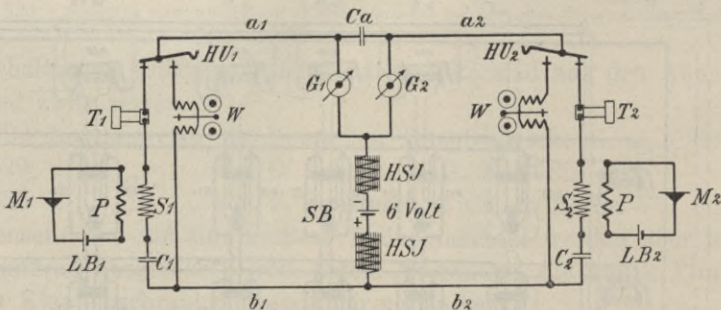 a1 Ca a2
HU1 HU2
G1 G2
T1 W W T2
HSJ
M1 P S1 SB − 6 Volt S2 P M2
+
HSJ
LB1 C1 C2 LB2
b1 b2